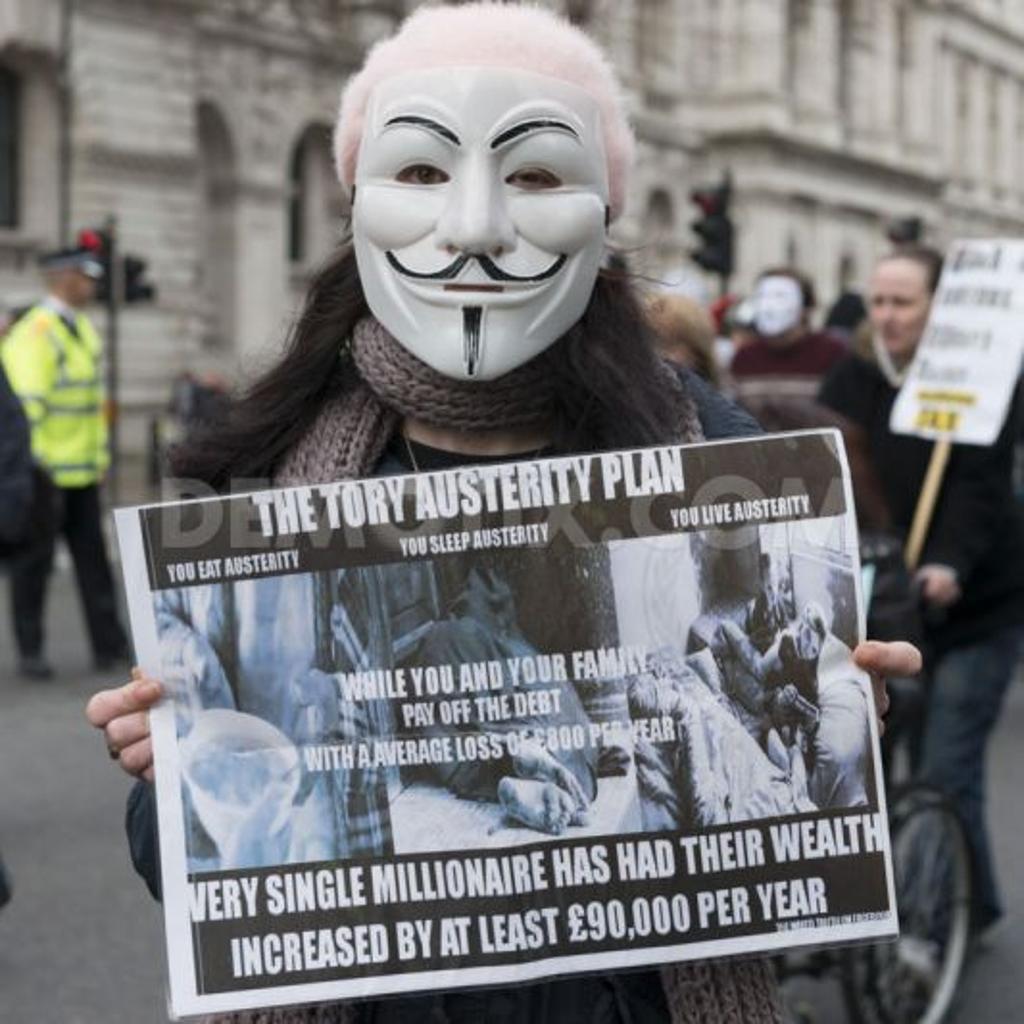 THE TORY AUSTERITY PLAN
YOU EAT AUSTERITY YOU SLEEP AUSTERITY YOU LIVE AUSTERITY
DEMOTIX.COM
WHILE YOU AND YOUR FAMILY
PAY OFF THE DEBT
WITH A AVERAGE LOSS OF £800 PER YEAR
VERY SINGLE MILLIONAIRE HAS HAD THEIR WEALTH
INCREASED BY AT LEAST £90,000 PER YEAR